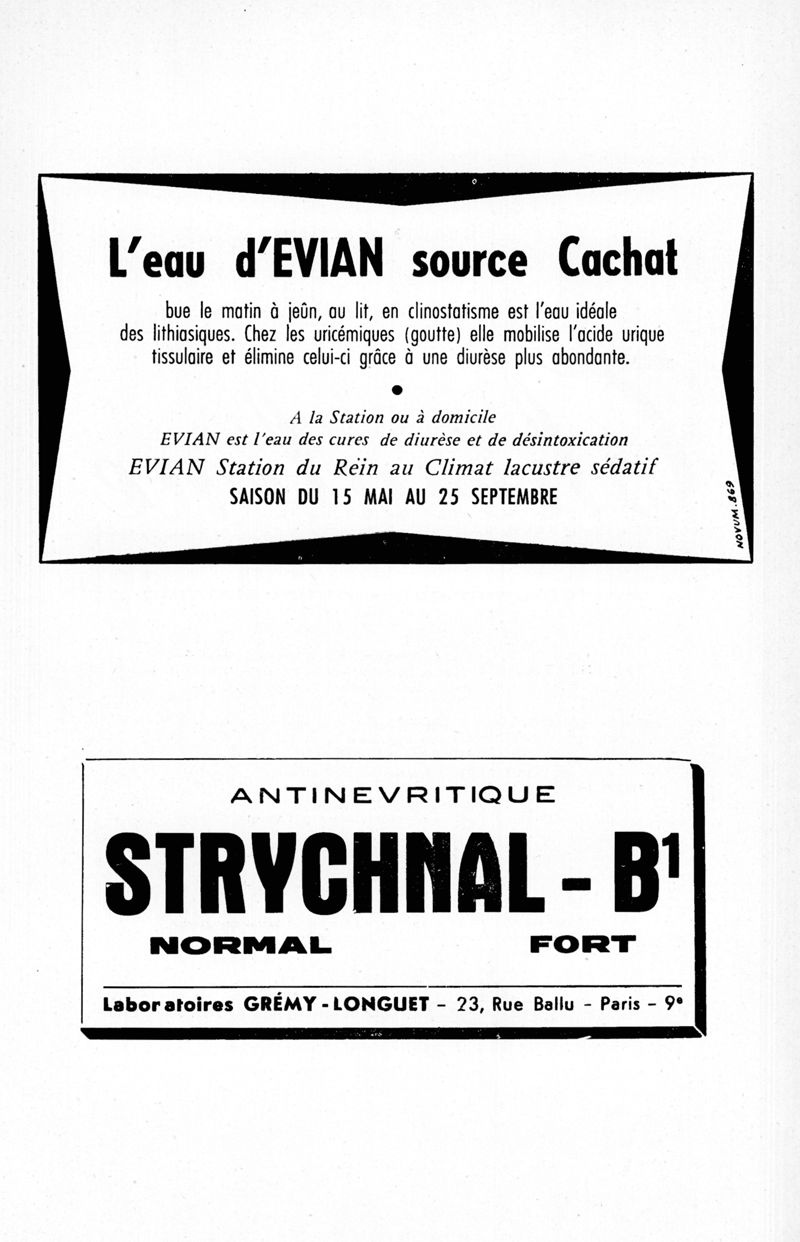 L'eau d'EVIAN source Cachat
bue le matin à jeûn, au lit, en clinostatisme est l'eau idéale
des lithiasiques. Chez les uricémiques (goutte) elle mobilise l'acide urique
tissulaire et élimine celui-ci grâce à une diurèse plus abondante.
A la Station ou à domicile
EVIAN est l'eau des cures de diurèse et de désintoxication
EVIAN Station du Rein au Climat lacustre sédatif
SAISON DU 15 MAI AU 25 SEPTEMBRE
NOVUM.869
ANTINEVRITIQUE
STRYCHNAL - B1
NORMAL FORT
Laboratoires GRÉMY - LONGUET - 23, Rue Ballu - Paris - 9e